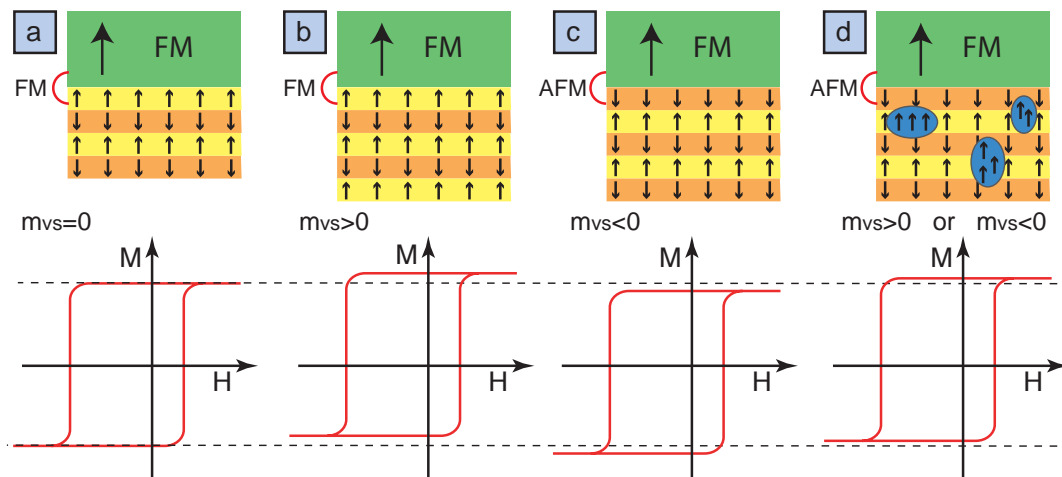 a b c d
FM FM FM FM
FM FM AFM AFM
mvs=0 mvs>0 mvs<0 mvs>0 or mvs<0
M M M M
H H H H